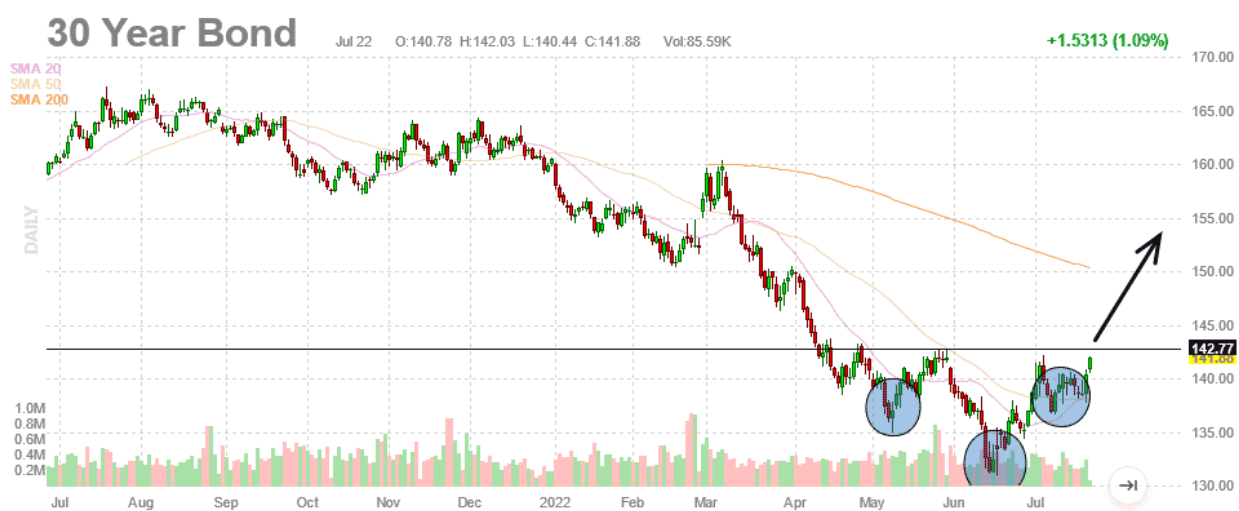 30 Year Bond Jul 22 O:140.78 H:142.03 L:140.44 C:141.88 Vol:85.59K +1.5313 (1.09%)
SMA 20
SMA 50
SMA 200
DAILY
170.00
165.00
160.00
155.00
150.00
145.00
142.77
141.88
140.00
135.00
130.00
1.0M
0.8M
0.6M
0.4M
0.2M
Jul Aug Sep Oct Nov Dec 2022 Feb Mar Apr May Jun Jul